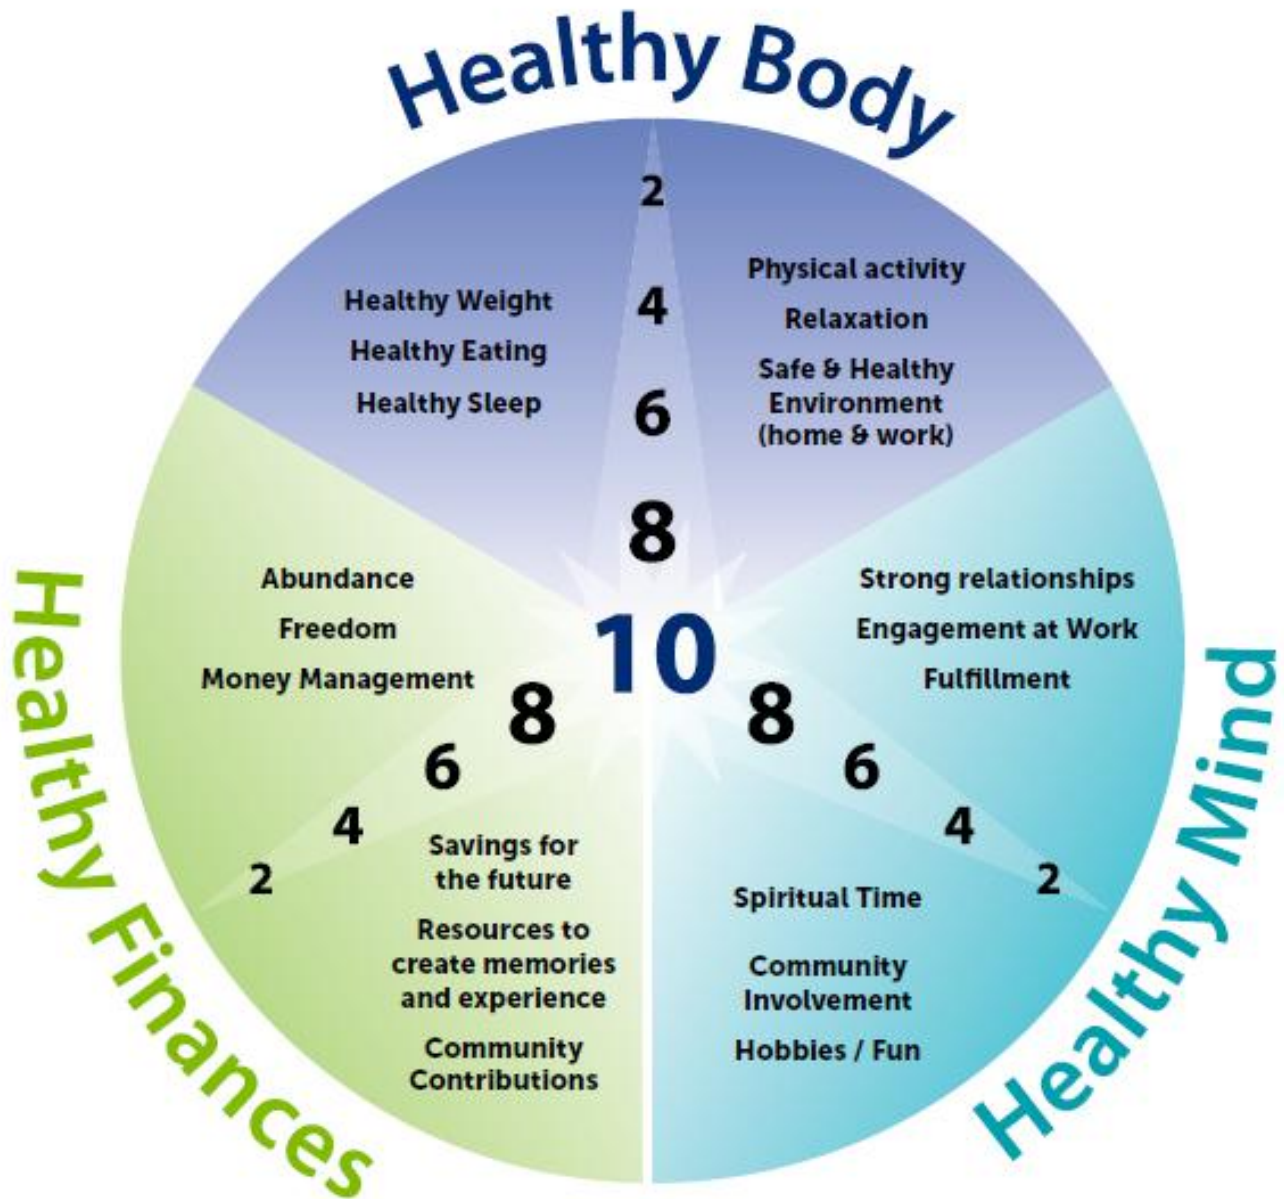 Healthy Body
2
4
6
8
10
Healthy Weight
Healthy Eating
Healthy Sleep
Physical activity
Relaxation
Safe & Healthy
Environment
(home & work)
Healthy Finances
Abundance
Freedom
Money Management
8
6
4
2
Savings for
the future
Resources to
create memories
and experience
Community
Contributions
Healthy Mind
Strong relationships
Engagement at Work
Fulfillment
8
6
4
2
Spiritual Time
Community
Involvement
Hobbies / Fun